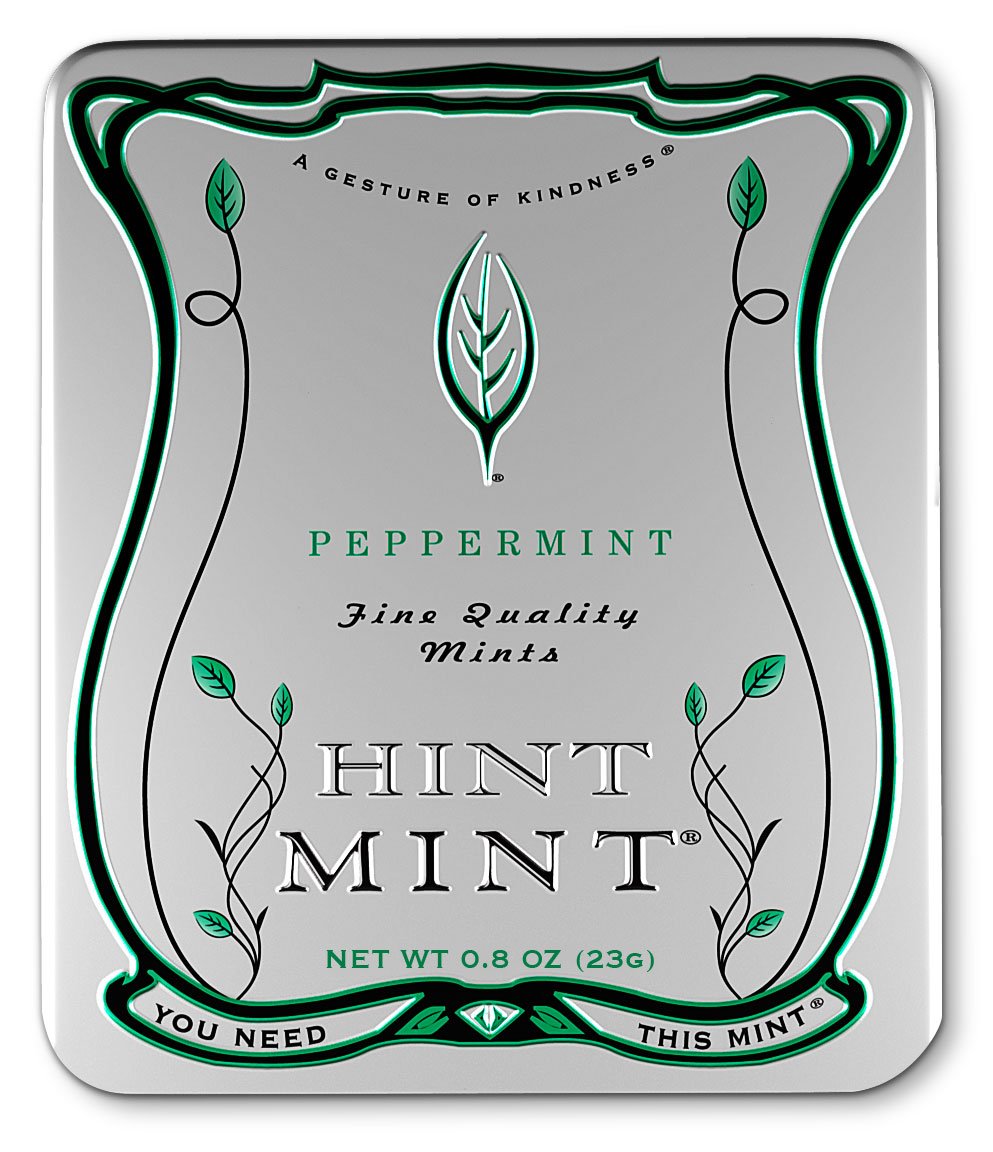 A GESTURE OF KINDNESS®
®
PEPPERMINT
Fine Quality
Mints
HINT
MINT®
NET WT 0.8 OZ (23G)
YOU NEED THIS MINT®